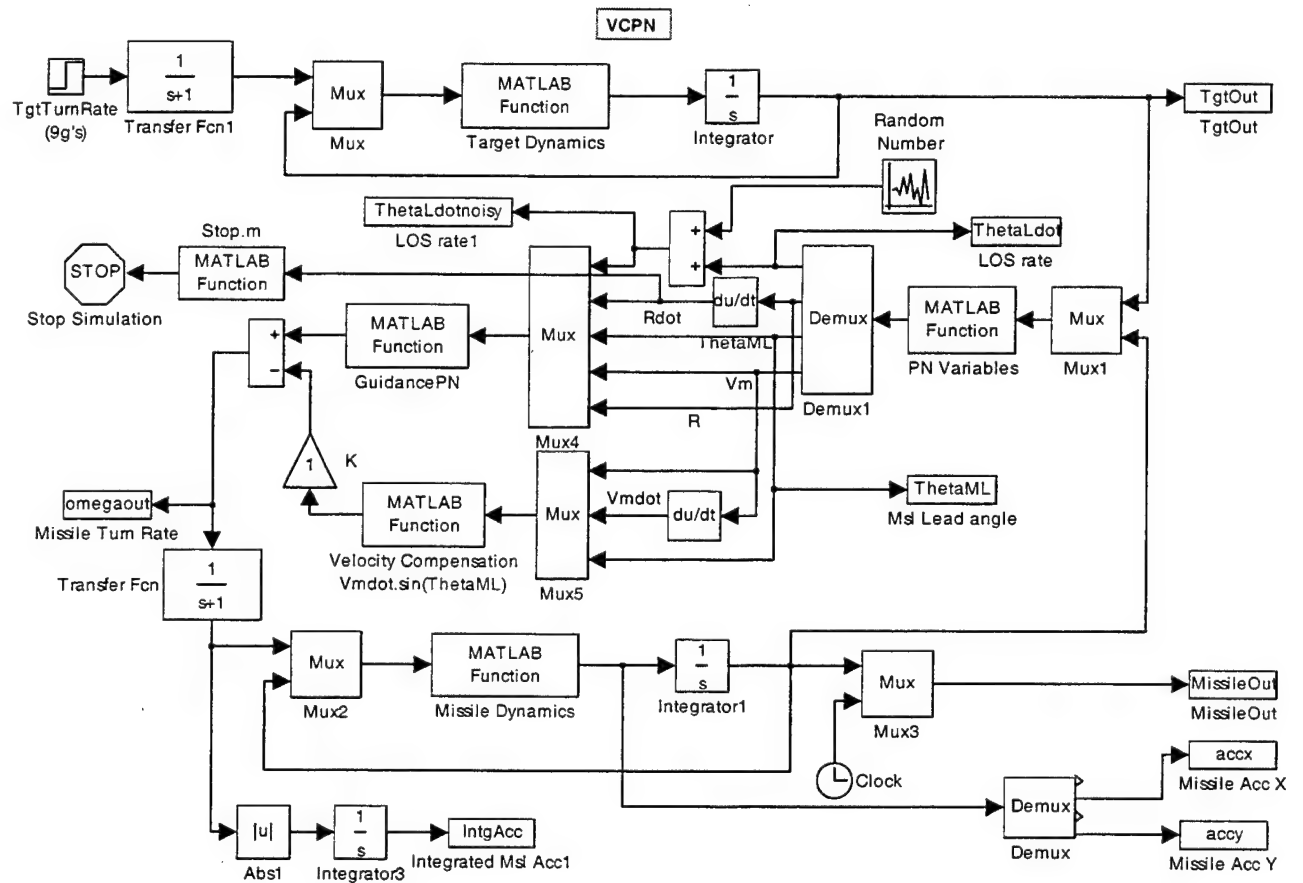 VCPN
TgtTurnRate
(9g's)
1
s+1
Transfer Fcn1
Mux
Mux
MATLAB
Function
Target Dynamics
1
s
Integrator
TgtOut
TgtOut
Random
Number
ThetaLdotnoisy
LOS rate1
+
+
ThetaLdot
LOS rate
Stop.m
STOP
Stop Simulation
MATLAB
Function
+
−
MATLAB
Function
GuidancePN
Mux
Mux4
Rdot
du/dt
ThetaML
Vm
R
Demux
Demux1
MATLAB
Function
PN Variables
Mux
Mux1
1
K
omegaout
Missile Turn Rate
MATLAB
Function
Velocity Compensation
Vmdot.sin(ThetaML)
Mux
Mux5
Vmdot
du/dt
ThetaML
Msl Lead angle
Transfer Fcn
1
s+1
Mux
Mux2
MATLAB
Function
Missile Dynamics
1
s
Integrator1
Mux
Mux3
MissileOut
MissileOut
Clock
Demux
Demux
accx
Missile Acc X
accy
Missile Acc Y
|u|
Abs1
1
s
Integrator3
IntgAcc
Integrated Msl Acc1